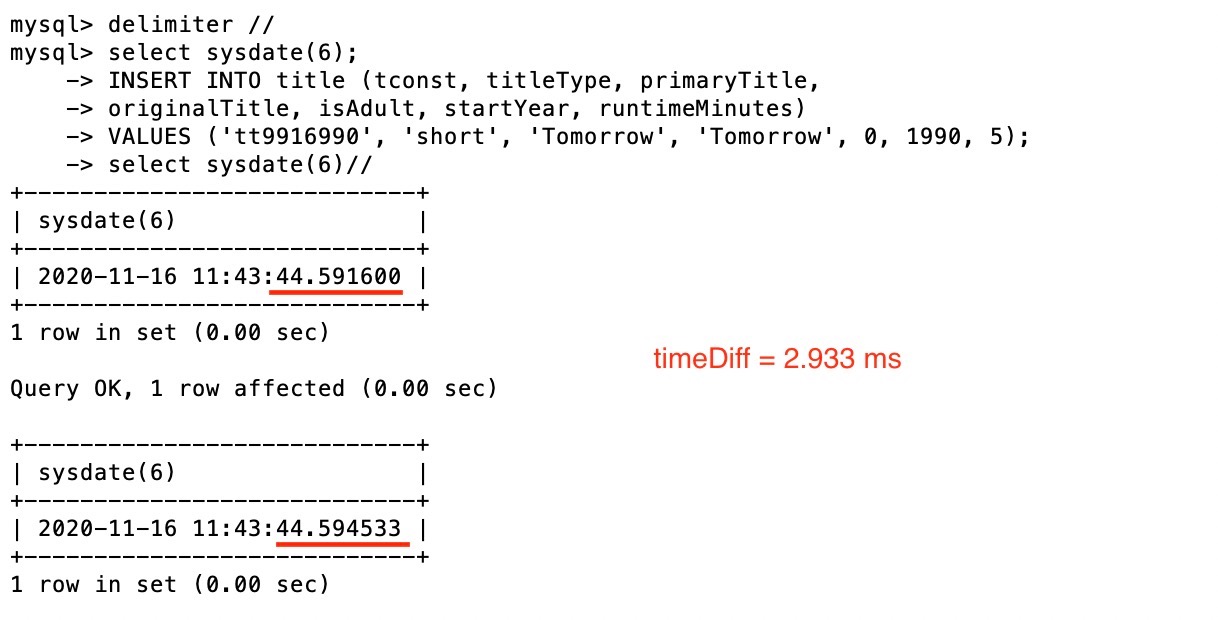 mysql> delimiter //
mysql> select sysdate(6);
    -> INSERT INTO title (tconst, titleType, primaryTitle,
    -> originalTitle, isAdult, startYear, runtimeMinutes)
    -> VALUES ('tt9916990', 'short', 'Tomorrow', 'Tomorrow', 0, 1990, 5);
    -> select sysdate(6)//
+----------------------------+
| sysdate(6)                 |
+----------------------------+
| 2020-11-16 11:43:44.591600 |
+----------------------------+
1 row in set (0.00 sec)
timeDiff = 2.933 ms
Query OK, 1 row affected (0.00 sec)
+----------------------------+
| sysdate(6)                 |
+----------------------------+
| 2020-11-16 11:43:44.594533 |
+----------------------------+
1 row in set (0.00 sec)